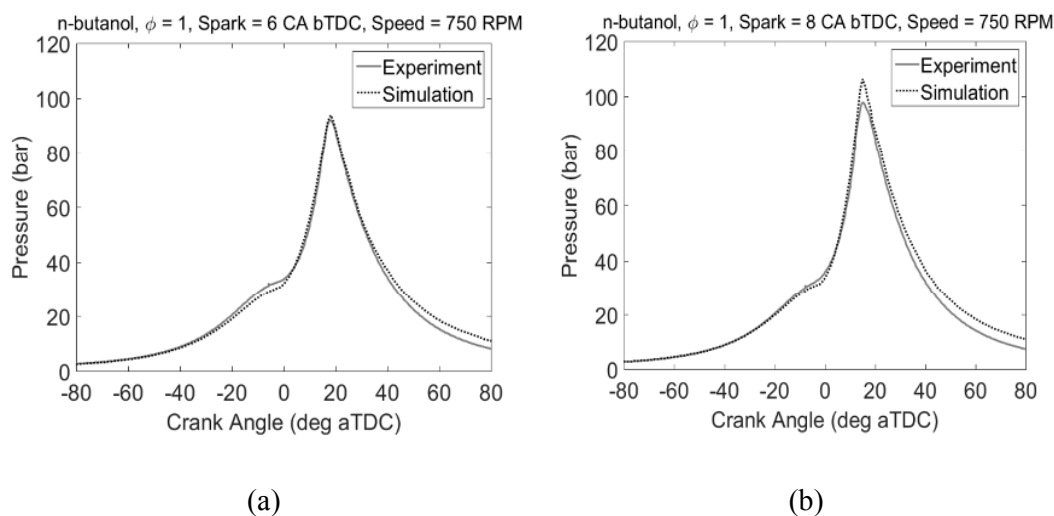 n-butanol, ϕ = 1, Spark = 6 CA bTDC, Speed = 750 RPM
120
100
80
60
40
20
0
Pressure (bar)
Experiment
Simulation
-80 -60 -40 -20 0 20 40 60 80
Crank Angle (deg aTDC)
(a)
n-butanol, ϕ = 1, Spark = 8 CA bTDC, Speed = 750 RPM
120
100
80
60
40
20
0
Pressure (bar)
Experiment
Simulation
-80 -60 -40 -20 0 20 40 60 80
Crank Angle (deg aTDC)
(b)